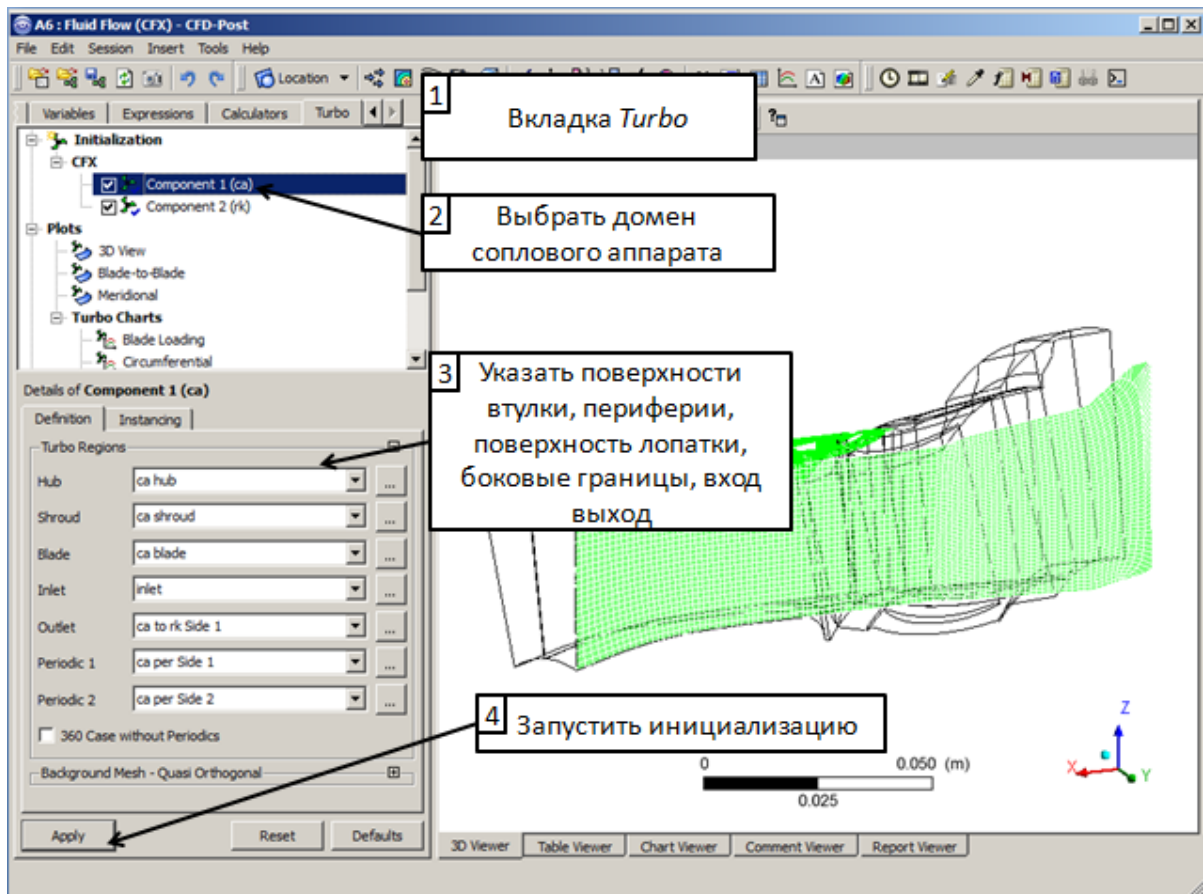 A6 : Fluid Flow (CFX) - CFD-Post
File Edit Session Insert Tools Help
Location
Variables Expressions Calculators Turbo
1
Вкладка Turbo
Initialization
CFX
Component 1 (ca)
Component 2 (rk)
2
Выбрать домен
соплового аппарата
Plots
3D View
Blade-to-Blade
Meridional
Turbo Charts
Blade Loading
Circumferential
3
Указать поверхности
втулки, периферии,
поверхность лопатки,
боковые границы, вход
выход
Details of Component 1 (ca)
Definition Instancing
Turbo Regions
Hub ca hub ...
Shroud ca shroud ...
Blade ca blade ...
Inlet inlet ...
Outlet ca to rk Side 1 ...
Periodic 1 ca per Side 1 ...
Periodic 2 ca per Side 2 ...
360 Case without Periodics
Background Mesh - Quasi Orthogonal
4
Запустить инициализацию
Apply Reset Defaults
0 0.050 (m)
0.025
Z
X
Y
3D Viewer Table Viewer Chart Viewer Comment Viewer Report Viewer